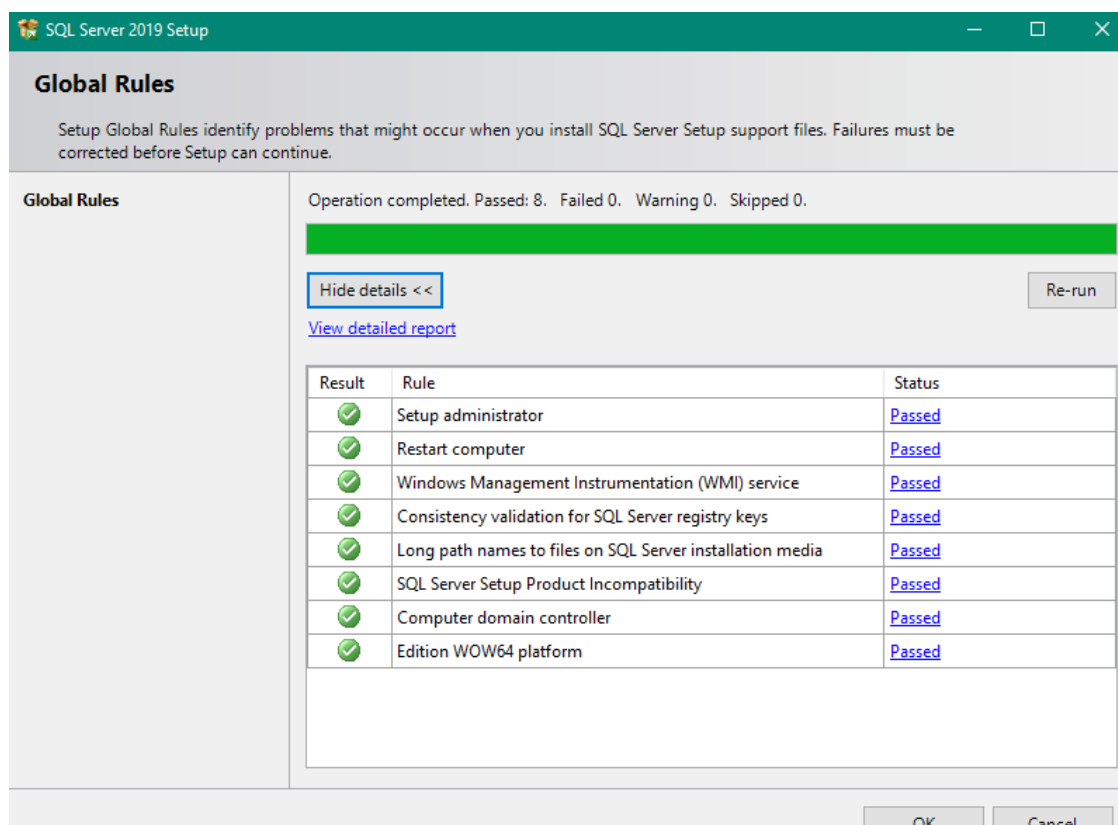 SQL Server 2019 Setup
Global Rules
Setup Global Rules identify problems that might occur when you install SQL Server Setup support files. Failures must be
corrected before Setup can continue.
Global Rules
Operation completed. Passed: 8. Failed 0. Warning 0. Skipped 0.
Hide details <<
Re-run
View detailed report
Result Rule Status
Setup administrator Passed
Restart computer Passed
Windows Management Instrumentation (WMI) service Passed
Consistency validation for SQL Server registry keys Passed
Long path names to files on SQL Server installation media Passed
SQL Server Setup Product Incompatibility Passed
Computer domain controller Passed
Edition WOW64 platform Passed
OK Cancel